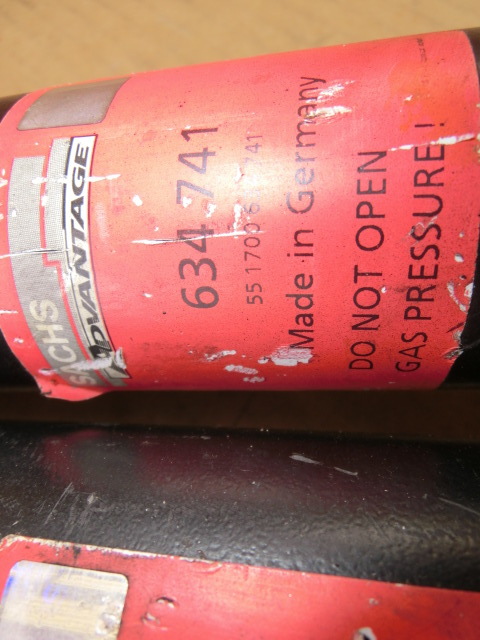 SACHS
ADVANTAGE
634 741
Made in Germany
DO NOT OPEN
GAS PRESSURE!